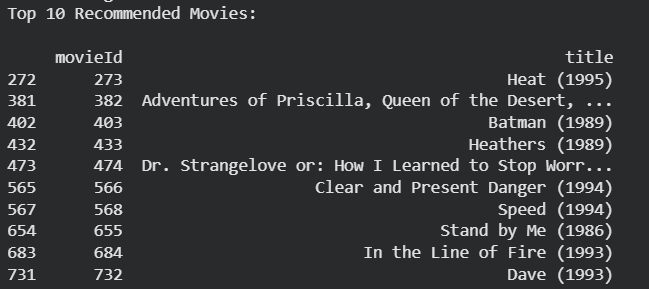 Top 10 Recommended Movies:
movieId title
272 273 Heat (1995)
381 382 Adventures of Priscilla, Queen of the Desert, ...
402 403 Batman (1989)
432 433 Heathers (1989)
473 474 Dr. Strangelove or: How I Learned to Stop Worr...
565 566 Clear and Present Danger (1994)
567 568 Speed (1994)
654 655 Stand by Me (1986)
683 684 In the Line of Fire (1993)
731 732 Dave (1993)